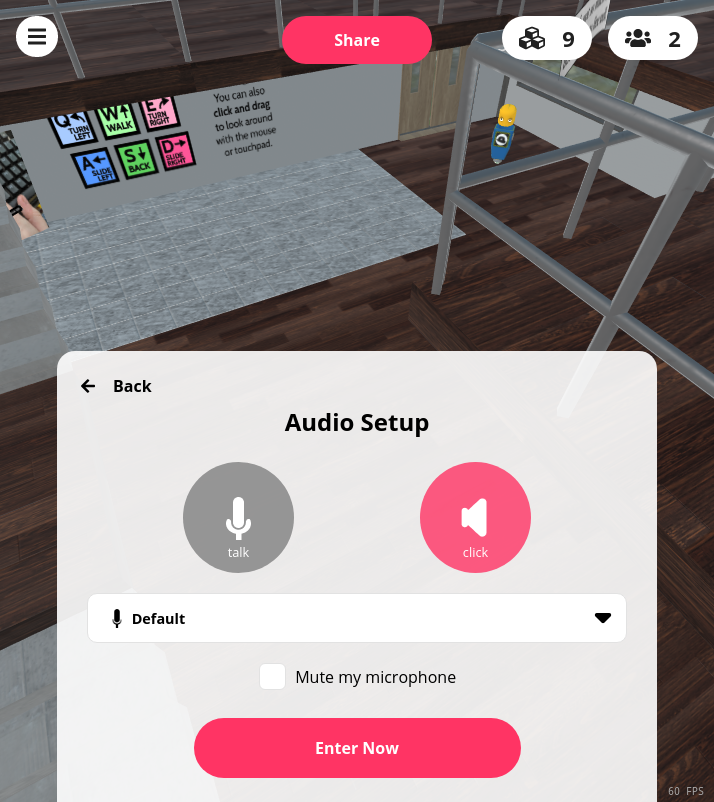 Share
9
2
Q
TURN
LEFT
W
WALK
E
TURN
RIGHT
A
SLIDE
LEFT
S
BACK
D
SLIDE
RIGHT
You can also
click and drag
to look around
with the mouse
or touchpad.
Back
Audio Setup
talk
click
Default
Mute my microphone
Enter Now
60 FPS